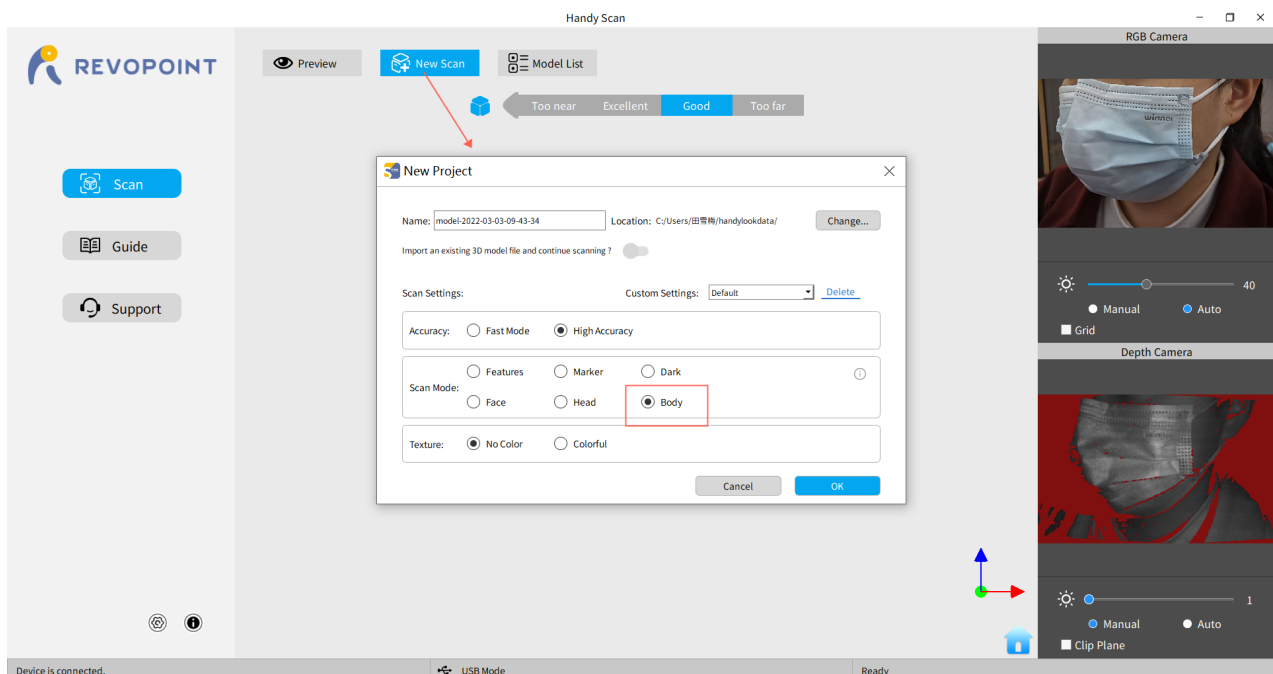 Handy Scan
REVOPOINT
Preview
New Scan
Model List
Too near Excellent Good Too far
Scan
Guide
Support
New Project
Name: model-2022-03-03-09-43-34 Location: C:/Users/田雪梅/handylookdata/ Change...
Import an existing 3D model file and continue scanning ?
Scan Settings: Custom Settings: Default Delete
Accuracy: Fast Mode High Accuracy
Scan Mode:
Features Marker Dark
Face Head Body
Texture: No Color Colorful
Cancel OK
RGB Camera
winner
40
Manual Auto
Grid
Depth Camera
1
Manual Auto
Clip Plane
Device is connected. USB Mode Ready